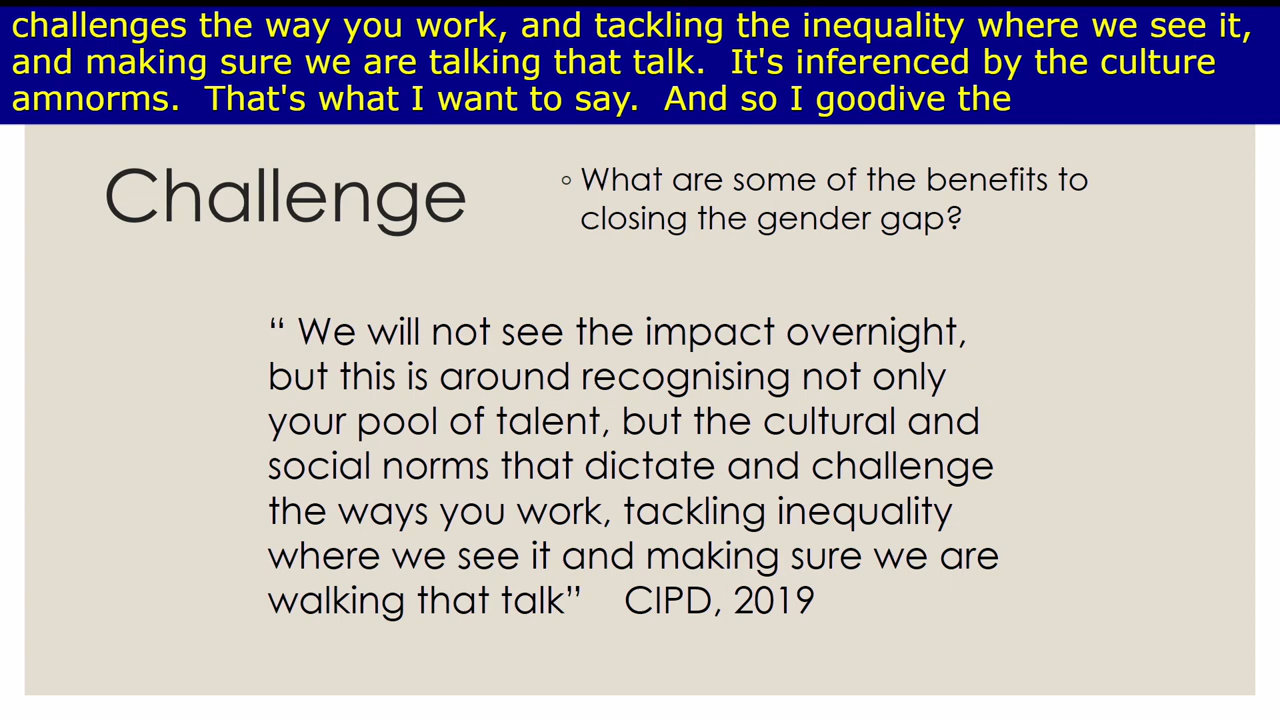 challenges the way you work, and tackling the inequality where we see it,
and making sure we are talking that talk.  It's inferenced by the culture
amnorms.  That's what I want to say.  And so I goodive the
Challenge
◦ What are some of the benefits to
closing the gender gap?
“ We will not see the impact overnight,
but this is around recognising not only
your pool of talent, but the cultural and
social norms that dictate and challenge
the ways you work, tackling inequality
where we see it and making sure we are
walking that talk”    CIPD, 2019